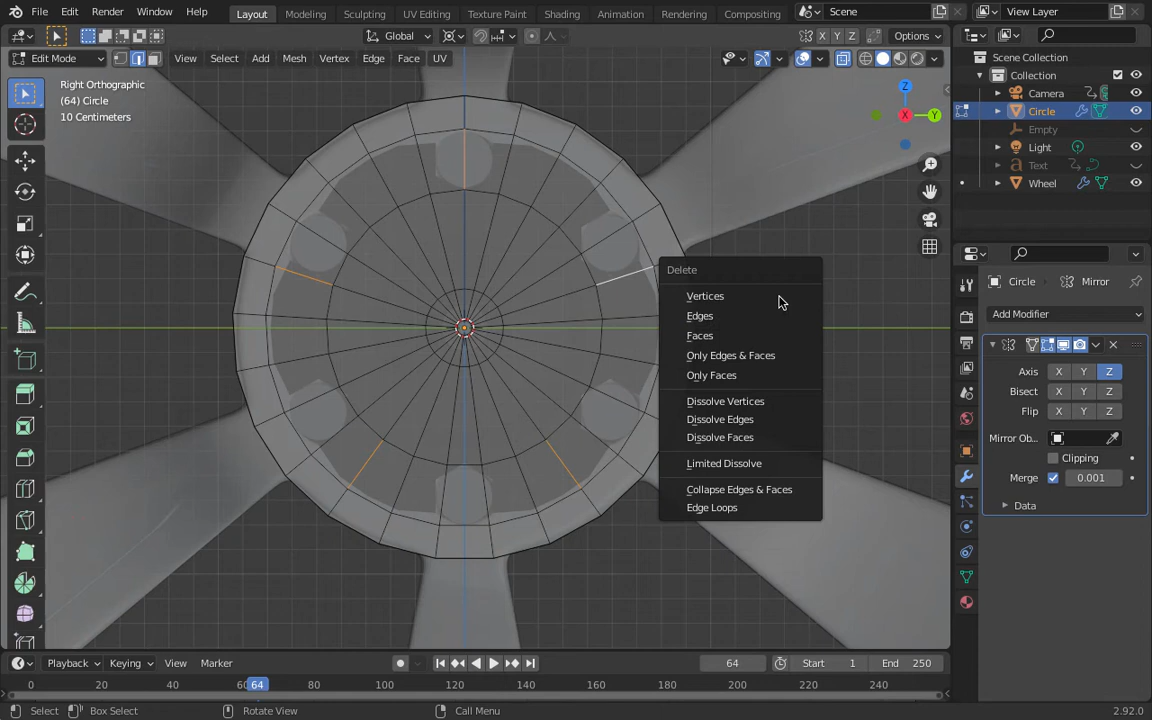 File Edit Render Window Help Layout Modeling Sculpting UV Editing Texture Paint Shading Animation Rendering Compositing Scene View Layer
Global X Y Z Options
Edit Mode View Select Add Mesh Vertex Edge Face UV
Right Orthographic
(64) Circle
10 Centimeters
Z
X
Y
Delete
Vertices
Edges
Faces
Only Edges & Faces
Only Faces
Dissolve Vertices
Dissolve Edges
Dissolve Faces
Limited Dissolve
Collapse Edges & Faces
Edge Loops
Scene Collection
Collection
Camera
Circle
Empty
Light
Text
Wheel
Circle Mirror
Add Modifier
Axis X Y Z
Bisect X Y Z
Flip X Y Z
Mirror Ob...
Clipping
Merge 0.001
Data
Playback Keying View Marker 64 Start 1 End 250
0 20 40 60 64 80 100 120 140 160 180 200 220 240
Select Box Select Rotate View Call Menu 2.92.0